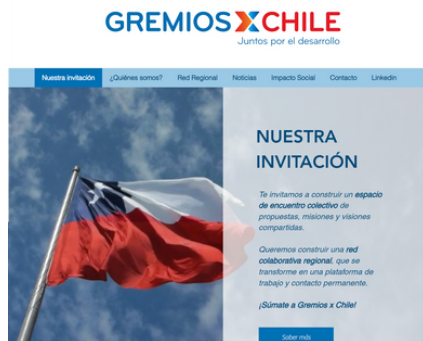 GREMIOSXCHILE
Juntos por el desarrollo
Nuestra invitación ¿Quiénes somos? Red Regional Noticias Impacto Social Contacto Linkedin
NUESTRA
INVITACIÓN
Te invitamos a construir un espacio
de encuentro colectivo de
propuestas, misiones y visiones
compartidas.
Queremos construir una red
colaborativa regional, que se
transforme en una plataforma de
trabajo y contacto permanente.
¡Súmate a Gremios x Chile!
Saber más